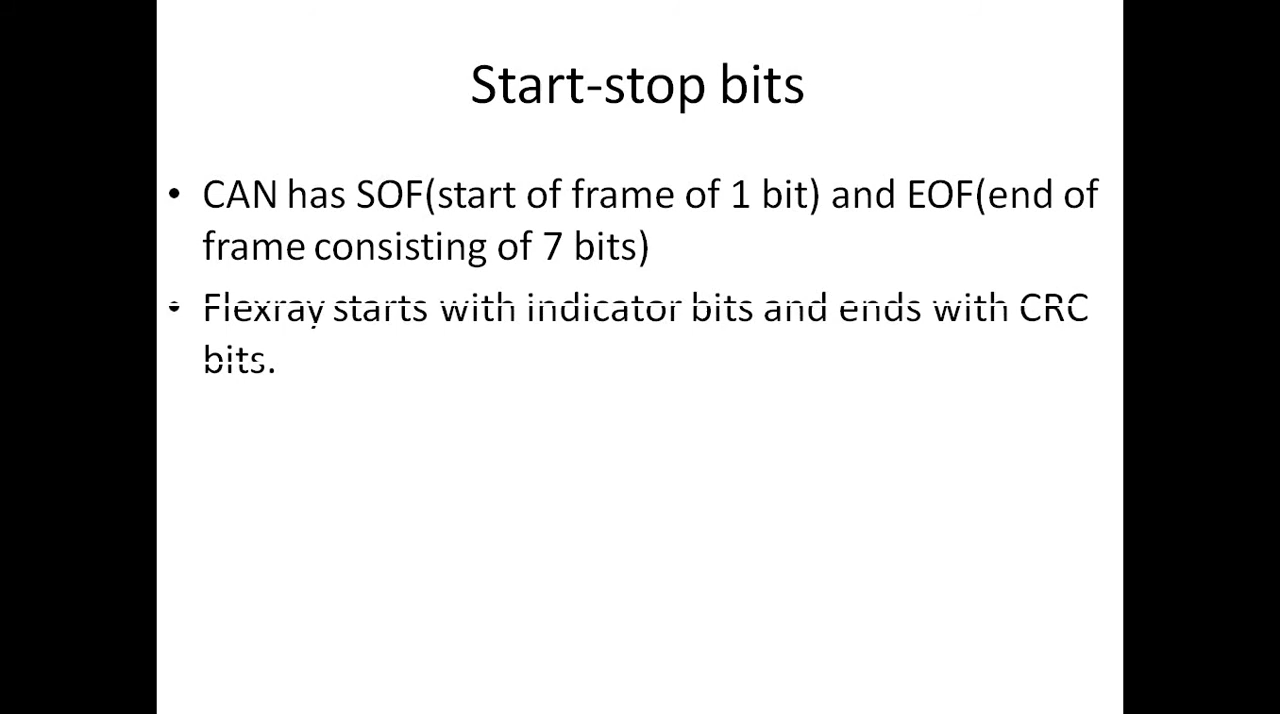 Start-stop bits
• CAN has SOF(start of frame of 1 bit) and EOF(end of
frame consisting of 7 bits)
• Flexray starts with indicator bits and ends with CRC
bits.